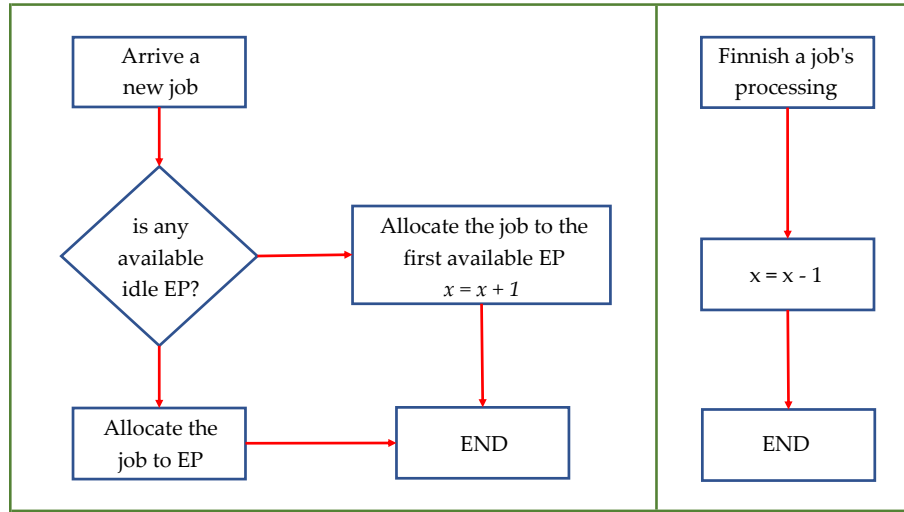 Arrive a
new job
is any
available
idle EP?
Allocate the job to the
first available EP
x = x + 1
Allocate the
job to EP
END
Finnish a job's
processing
x = x - 1
END